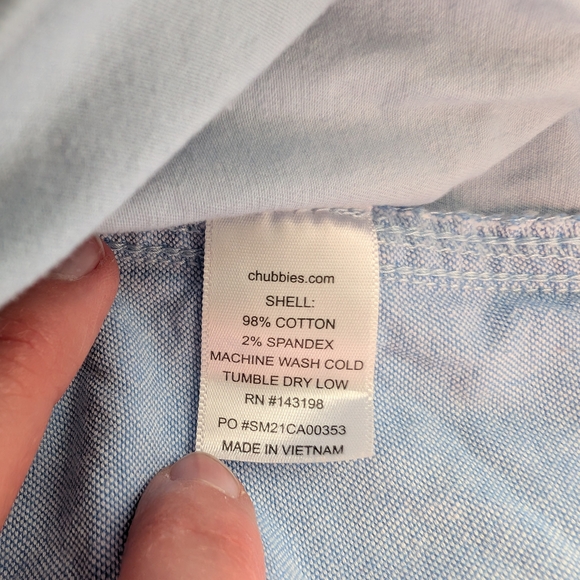 chubbies.com
SHELL:
98% COTTON
2% SPANDEX
MACHINE WASH COLD
TUMBLE DRY LOW
RN #143198
PO #SM21CA00353
MADE IN VIETNAM